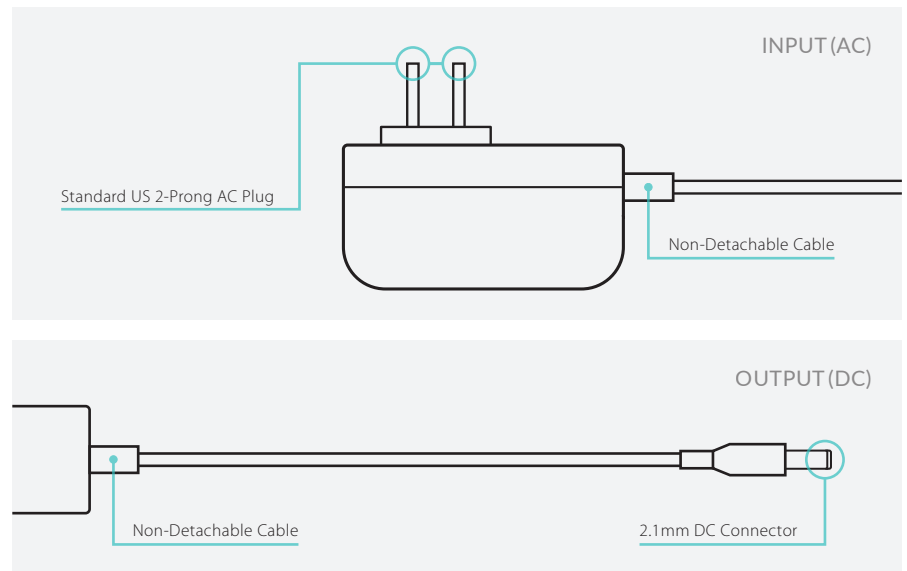 INPUT (AC)
Standard US 2-Prong AC Plug
Non-Detachable Cable
OUTPUT (DC)
Non-Detachable Cable
2.1mm DC Connector